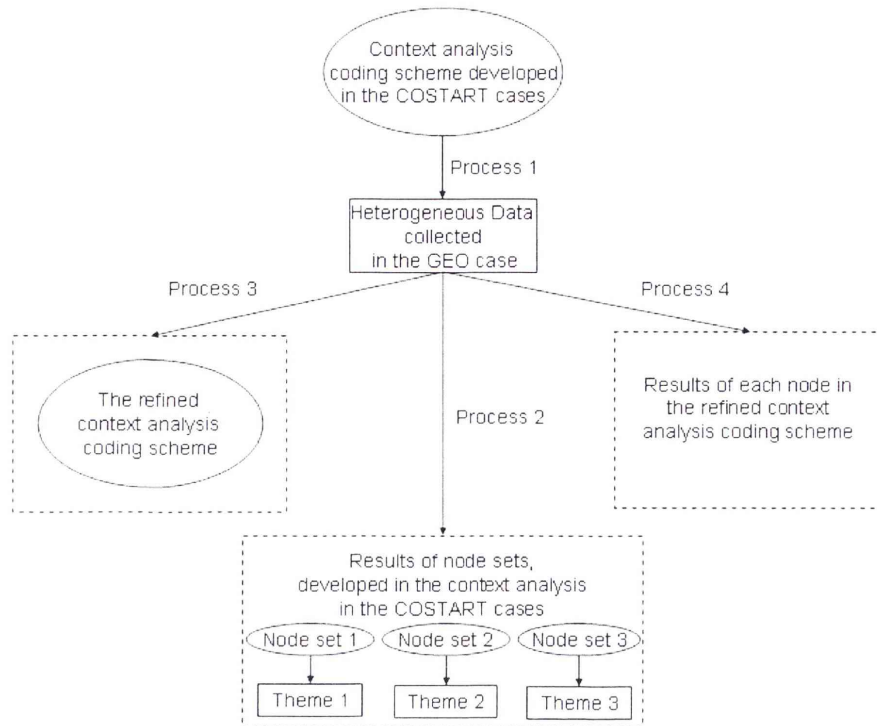 Context analysis
coding scheme developed
in the COSTART cases
Process 1
Heterogeneous Data
collected
in the GEO case
Process 3
Process 4
The refined
context analysis
coding scheme
Process 2
Results of each node in
the refined context
analysis coding scheme
Results of node sets,
developed in the context analysis
in the COSTART cases
Node set 1
Node set 2
Node set 3
Theme 1
Theme 2
Theme 3